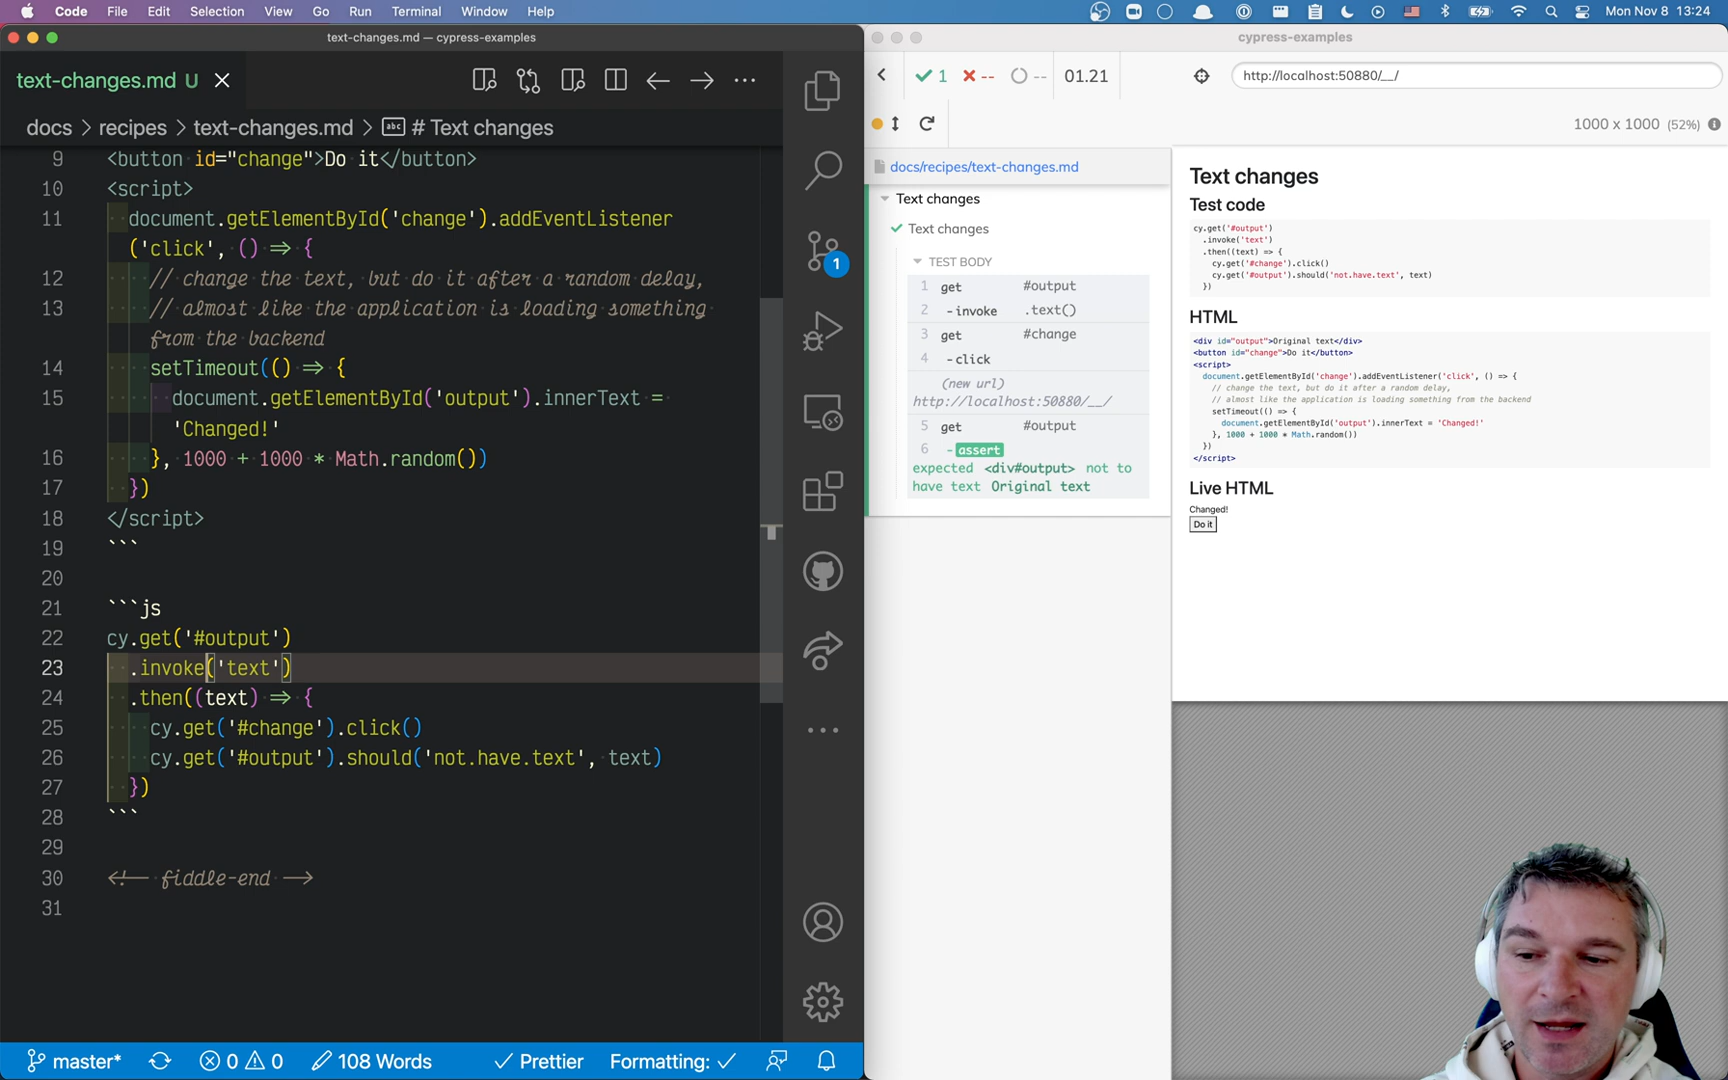 Code File Edit Selection View Go Run Terminal Window Help
Mon Nov 8 13:24
text-changes.md — cypress-examples
text-changes.md U
docs > recipes > text-changes.md > # Text changes
9 <button id="change">Do it</button>
10 <script>
11 document.getElementById('change').addEventListener
('click', () => {
12 // change the text, but do it after a random delay,
13 // almost like the application is loading something
from the backend
14 setTimeout(() => {
15 document.getElementById('output').innerText =
'Changed!'
16 }, 1000 + 1000 * Math.random())
17 })
18 </script>
19 ```
20
21 ```js
22 cy.get('#output')
23 .invoke('text')
24 .then((text) => {
25 cy.get('#change').click()
26 cy.get('#output').should('not.have.text', text)
27 })
28 ```
29
30 <!-- fiddle-end -->
31
1
master* 0 0 108 Words Prettier Formatting:
cypress-examples
1 -- -- 01.21
http://localhost:50880/__/
1000 x 1000 (52%)
docs/recipes/text-changes.md
Text changes
Text changes
TEST BODY
1 get #output
2 -invoke .text()
3 get #change
4 -click
(new url)
http://localhost:50880/__/
5 get #output
6 -assert
expected <div#output> not to
have text Original text
Text changes
Test code
cy.get('#output')
.invoke('text')
.then((text) => {
cy.get('#change').click()
cy.get('#output').should('not.have.text', text)
})
HTML
<div id="output">Original text</div>
<button id="change">Do it</button>
<script>
document.getElementById('change').addEventListener('click', () => {
// change the text, but do it after a random delay,
// almost like the application is loading something from the backend
setTimeout(() => {
document.getElementById('output').innerText = 'Changed!'
}, 1000 + 1000 * Math.random())
})
</script>
Live HTML
Changed!
Do it